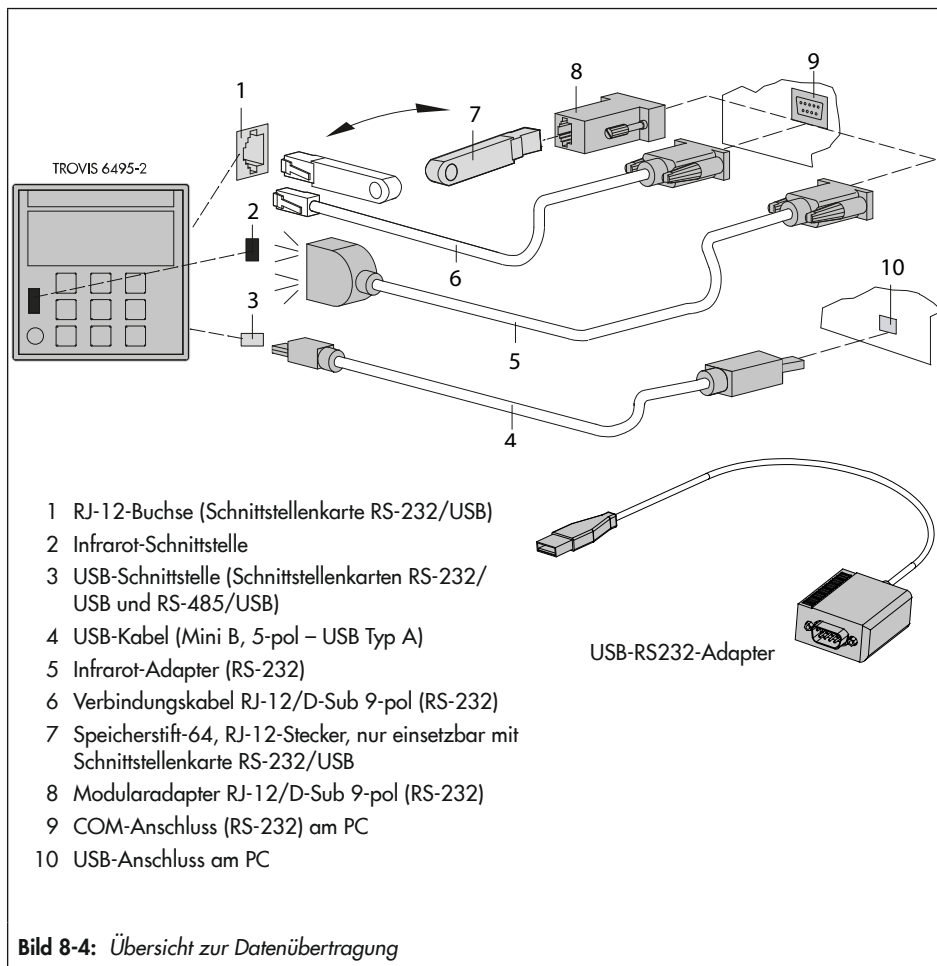 1
7
8
9
TROVIS 6495-2
2
6
10
3
5
4
1 RJ-12-Buchse (Schnittstellenkarte RS-232/USB)
2 Infrarot-Schnittstelle
3 USB-Schnittstelle (Schnittstellenkarten RS-232/
USB und RS-485/USB)
4 USB-Kabel (Mini B, 5-pol – USB Typ A)
5 Infrarot-Adapter (RS-232)
6 Verbindungskabel RJ-12/D-Sub 9-pol (RS-232)
7 Speicherstift-64, RJ-12-Stecker, nur einsetzbar mit
Schnittstellenkarte RS-232/USB
8 Modularadapter RJ-12/D-Sub 9-pol (RS-232)
9 COM-Anschluss (RS-232) am PC
10 USB-Anschluss am PC
USB-RS232-Adapter
Bild 8-4: Übersicht zur Datenübertragung